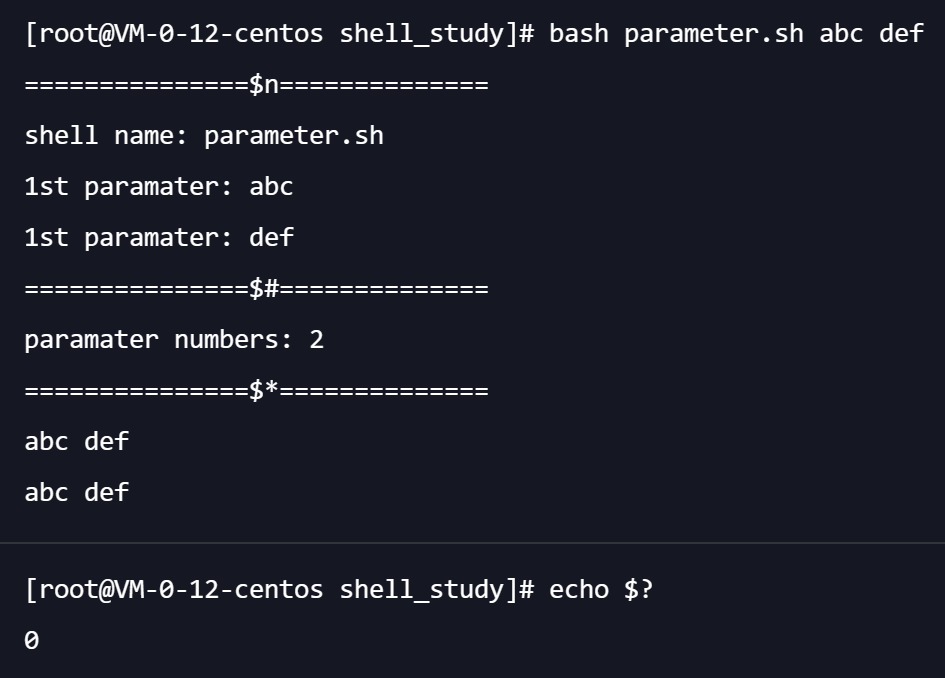 [root@VM-0-12-centos shell_study]# bash parameter.sh abc def
===============$n==============
shell name: parameter.sh
1st paramater: abc
1st paramater: def
===============$#==============
paramater numbers: 2
===============$*==============
abc def
abc def
[root@VM-0-12-centos shell_study]# echo $?
0